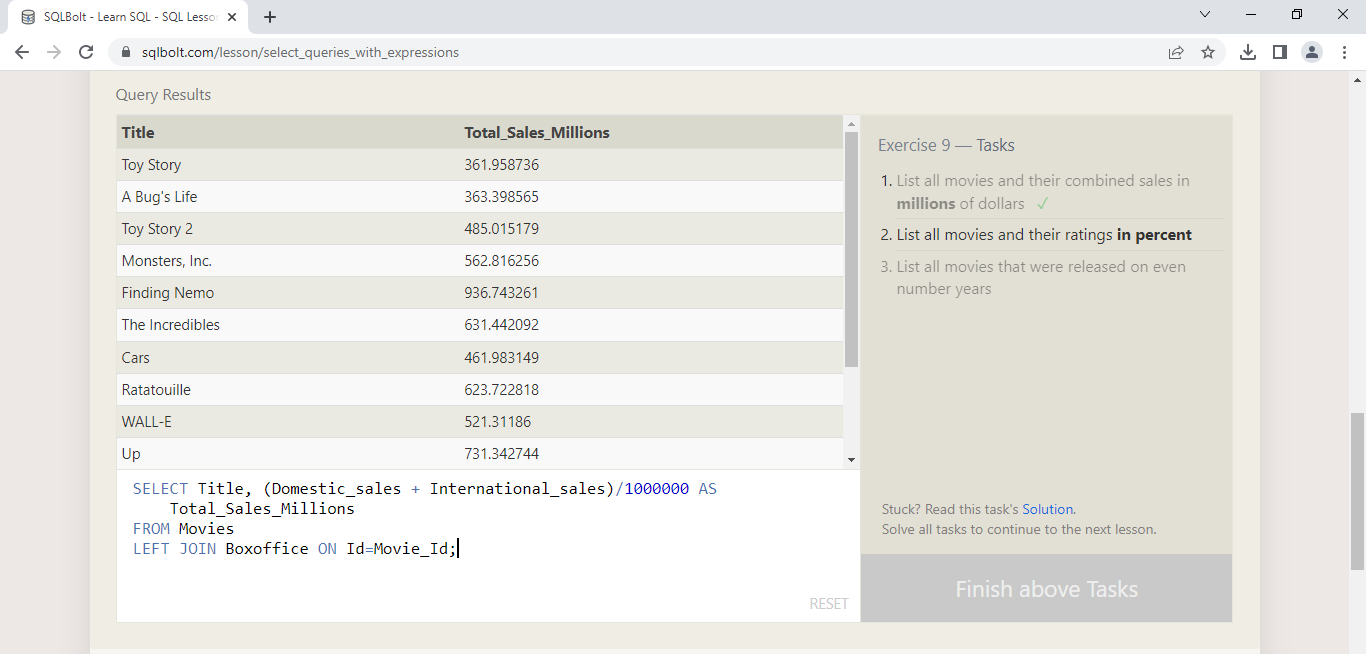 SQLBolt - Learn SQL - SQL Lesson
sqlbolt.com/lesson/select_queries_with_expressions
Query Results
Title Total_Sales_Millions
Toy Story 361.958736
A Bug's Life 363.398565
Toy Story 2 485.015179
Monsters, Inc. 562.816256
Finding Nemo 936.743261
The Incredibles 631.442092
Cars 461.983149
Ratatouille 623.722818
WALL-E 521.31186
Up 731.342744
SELECT Title, (Domestic_sales + International_sales)/1000000 AS
Total_Sales_Millions
FROM Movies
LEFT JOIN Boxoffice ON Id=Movie_Id;
RESET
Exercise 9 — Tasks
1. List all movies and their combined sales in
millions of dollars ✓
2. List all movies and their ratings in percent
3. List all movies that were released on even
number years
Stuck? Read this task's Solution.
Solve all tasks to continue to the next lesson.
Finish above Tasks